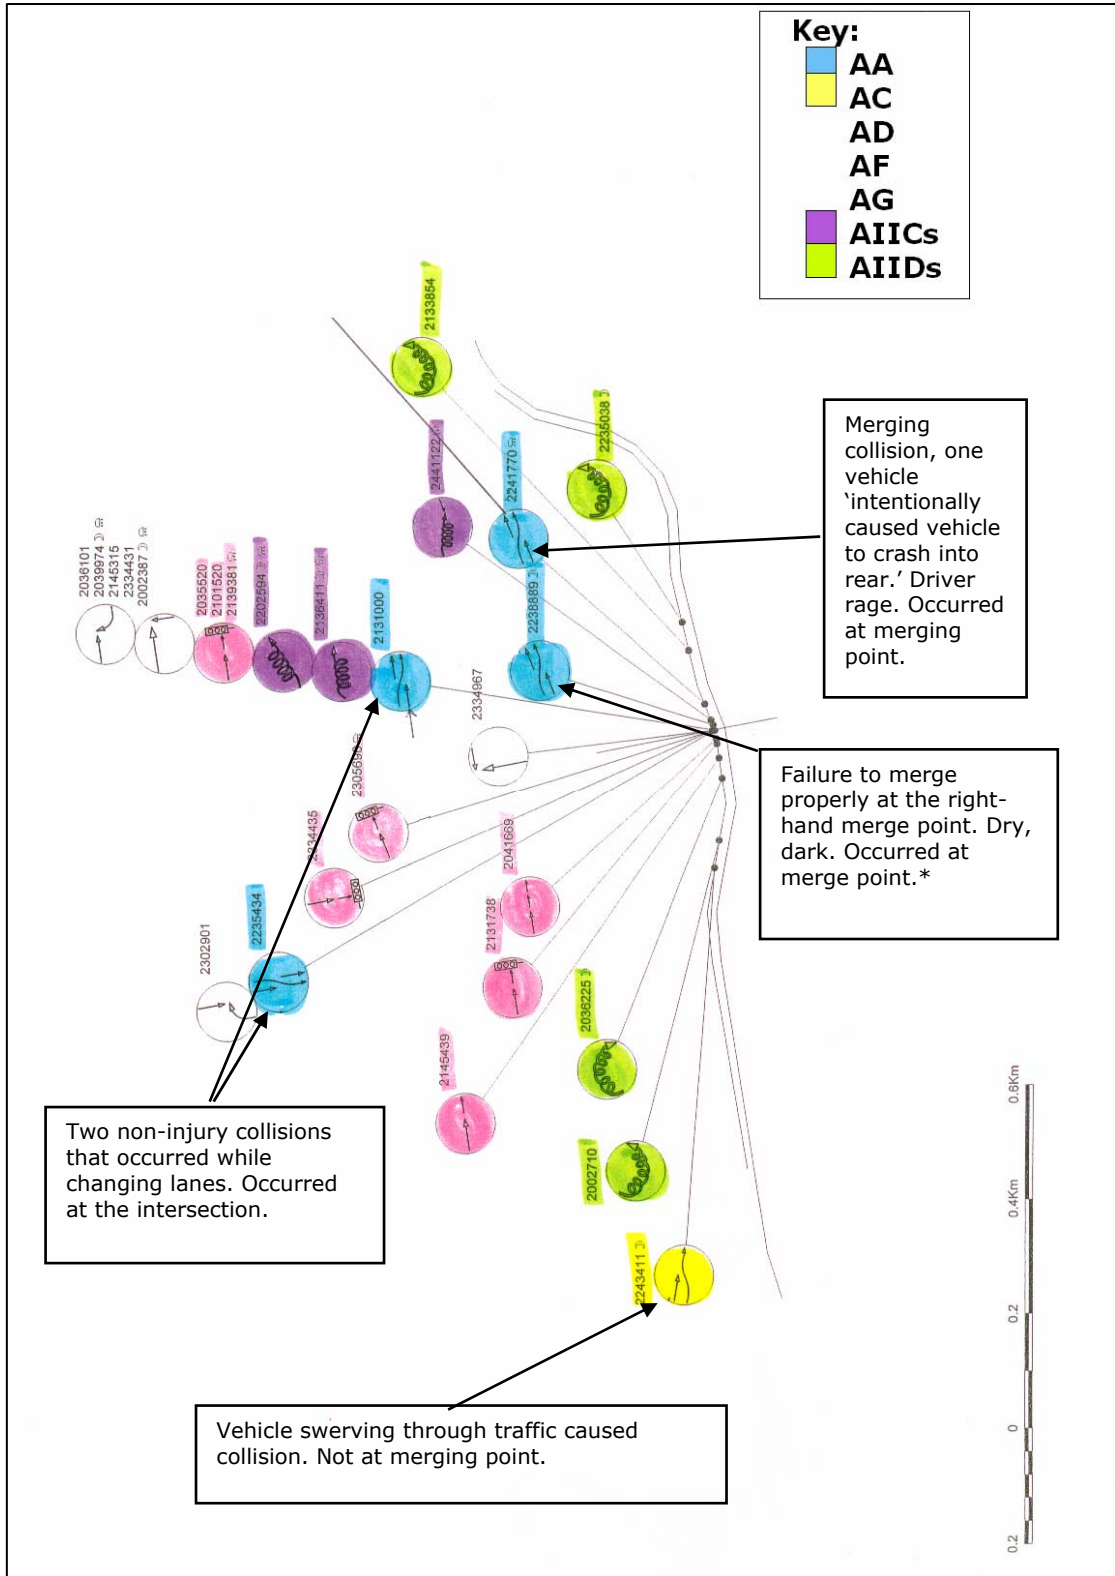 Key:
AA
AC
AD
AF
AG
AIICs
AIIDs
2133854
2235038
2441122
2241770
2238889
2036101
2039974
2145315
2334431
2002387
2035520
2101520
2139381
2202594
2136411
2131000
2334967
2305690
2334435
2041669
2131738
2302901
2235434
2145439
2036225
2002710
2243411
Merging
collision, one
vehicle
‘intentionally
caused vehicle
to crash into
rear.’ Driver
rage. Occurred
at merging
point.
Failure to merge
properly at the right-
hand merge point. Dry,
dark. Occurred at
merge point.*
Two non-injury collisions
that occurred while
changing lanes. Occurred
at the intersection.
Vehicle swerving through traffic caused
collision. Not at merging point.
0.6Km
0.4Km
0.2
0
0.2